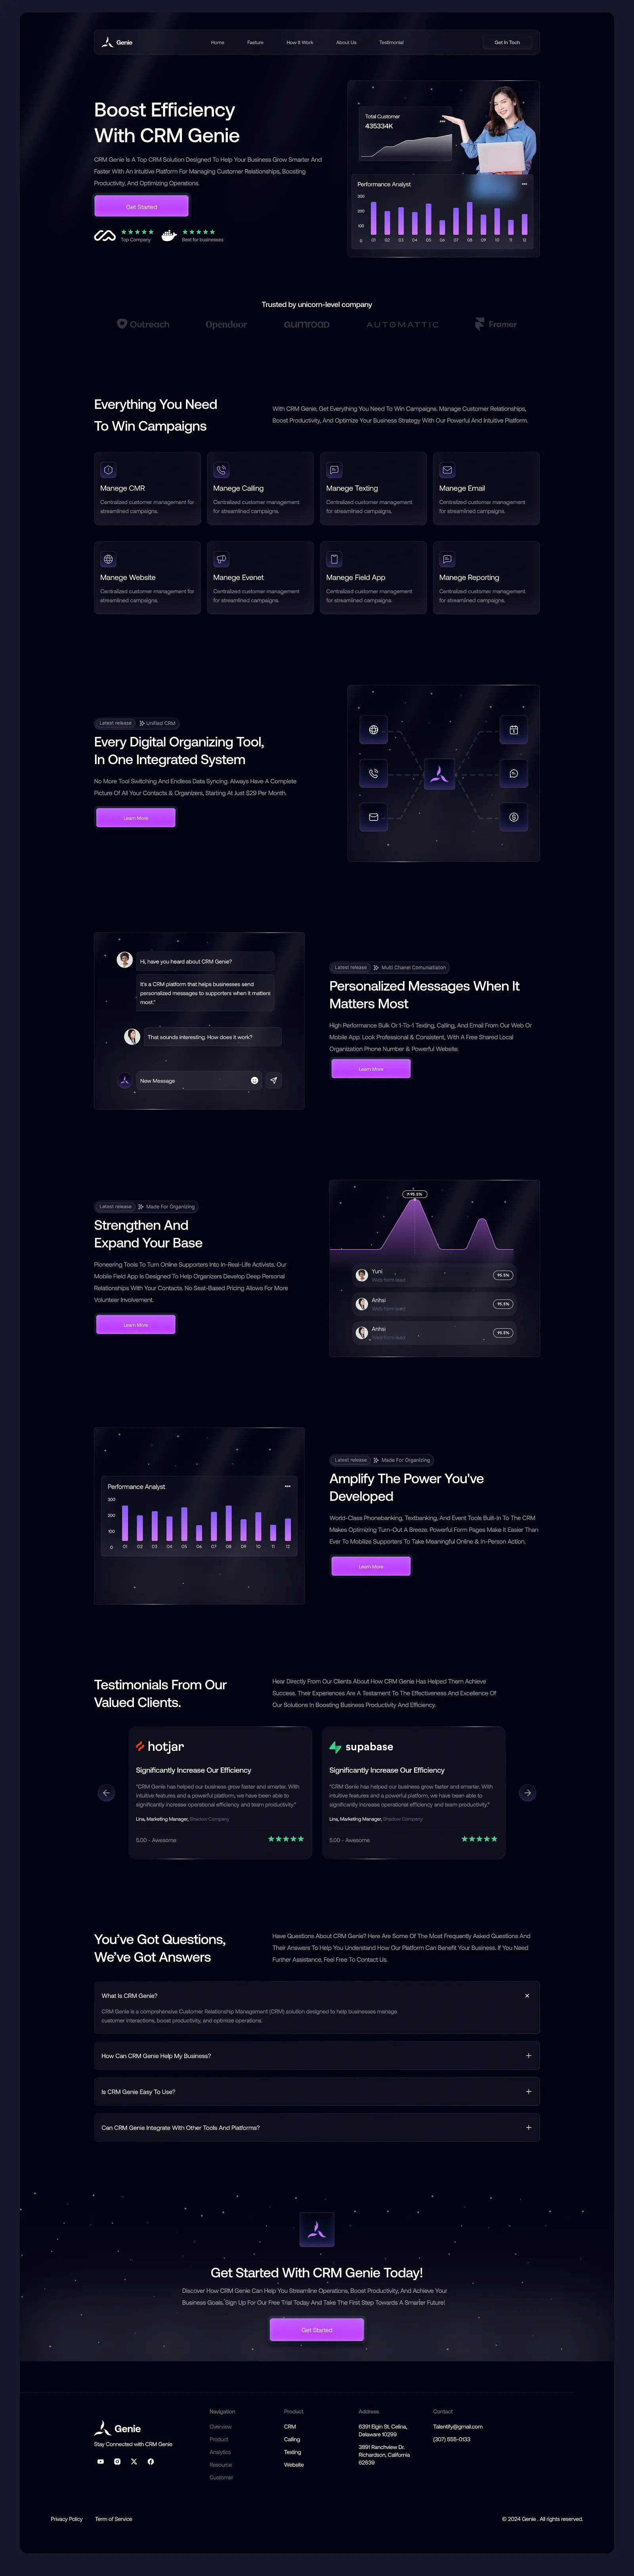 Genie
Home
Feature
How It Work
About Us
Testimonial
Get In Toch
Boost Efficiency
With CRM Genie
CRM Genie Is A Top CRM Solution Designed To Help Your Business Grow Smarter And
Faster With An Intuitive Platform For Managing Customer Relationships, Boosting
Productivity, And Optimizing Operations.
Get Started
Top Company
Best for businesses
Total Customer
435334K
Performance Analyst
300
200
100
0
01 02 03 04 05 06 07 08 09 10 11 12
Trusted by unicorn-level company
Outreach
Opendoor
GUMROAD
AUTOMATTIC
Framer
Everything You Need
To Win Campaigns
With CRM Genie, Get Everything You Need To Win Campaigns. Manage Customer Relationships,
Boost Productivity, And Optimize Your Business Strategy With Our Powerful And Intuitive Platform.
Manege CMR
Centralized customer management for
streamlined campaigns.
Manege Calling
Centralized customer management
for streamlined campaigns.
Manege Texting
Centralized customer management
for streamlined campaigns.
Manege Email
Centralized customer management
for streamlined campaigns.
Manege Website
Centralized customer management for
streamlined campaigns.
Manege Evenet
Centralized customer management
for streamlined campaigns.
Manege Field App
Centralized customer management
for streamlined campaigns.
Manege Reporting
Centralized customer management
for streamlined campaigns.
Latest release
Unified CRM
Every Digital Organizing Tool,
In One Integrated System
No More Tool Switching And Endless Data Syncing. Always Have A Complete
Picture Of All Your Contacts & Organizers, Starting At Just $29 Per Month.
Learn More
Hi, have you heard about CRM Genie?
It's a CRM platform that helps businesses send
personalized messages to supporters when it matters
most."
That sounds interesting. How does it work?
New Message
Latest release
Multi Chanel Comuniatiaton
Personalized Messages When It
Matters Most
High Performance Bulk Or 1-To-1 Texting, Calling, And Email From Our Web Or
Mobile App. Look Professional & Consistent, With A Free Shared Local
Organization Phone Number & Powerful Website.
Learn More
Latest release
Made For Organizing
Strengthen And
Expand Your Base
Pioneering Tools To Turn Online Supporters Into In-Real-Life Activists. Our
Mobile Field App Is Designed To Help Organizers Develop Deep Personal
Relationships With Your Contacts. No Seat-Based Pricing Allows For More
Volunteer Involvement.
Learn More
95.5%
Yuni
Web form lead
95.5%
Anhsi
Web form lead
95.5%
Anhsi
Web form lead
95.5%
Performance Analyst
300
200
100
0
01 02 03 04 05 06 07 08 09 10 11 12
Latest release
Made For Organizing
Amplify The Power You've
Developed
World-Class Phonebanking, Textbanking, And Event Tools Built-In To The CRM
Makes Optimizing Turn-Out A Breeze. Powerful Form Pages Make It Easier Than
Ever To Mobilize Supporters To Take Meaningful Online & In-Person Action.
Learn More
Testimonials From Our
Valued Clients.
Hear Directly From Our Clients About How CRM Genie Has Helped Them Achieve
Success. Their Experiences Are A Testament To The Effectiveness And Excellence Of
Our Solutions In Boosting Business Productivity And Efficiency.
hotjar
Significantly Increase Our Efficiency
"CRM Genie has helped our business grow faster and smarter. With
intuitive features and a powerful platform, we have been able to
significantly increase operational efficiency and team productivity."
Lina, Marketing Manager, Shadow Company
5.00 - Awesome
supabase
Significantly Increase Our Efficiency
"CRM Genie has helped our business grow faster and smarter. With
intuitive features and a powerful platform, we have been able to
significantly increase operational efficiency and team productivity."
Lina, Marketing Manager, Shadow Company
5.00 - Awesome
You've Got Questions,
We've Got Answers
Have Questions About CRM Genie? Here Are Some Of The Most Frequently Asked Questions And
Their Answers To Help You Understand How Our Platform Can Benefit Your Business. If You Need
Further Assistance, Feel Free To Contact Us.
What Is CRM Genie?
CRM Genie is a comprehensive Customer Relationship Management (CRM) solution designed to help businesses manage
customer interactions, boost productivity, and optimize operations.
How Can CRM Genie Help My Business?
Is CRM Genie Easy To Use?
Can CRM Genie Integrate With Other Tools And Platforms?
Get Started With CRM Genie Today!
Discover How CRM Genie Can Help You Streamline Operations, Boost Productivity, And Achieve Your
Business Goals. Sign Up For Our Free Trial Today And Take The First Step Towards A Smarter Future!
Get Started
Genie
Stay Connected with CRM Genie
Navigation
Overview
Product
Analytics
Resource
Customer
Product
CRM
Calling
Texting
Website
Address
6391 Elgin St. Celina,
Delaware 10299
3891 Ranchview Dr.
Richardson, California
62639
Contact
Talentify@gmail.com
(307) 555-0133
Privacy Policy
Term of Service
© 2024 Genie . All rights reserved.